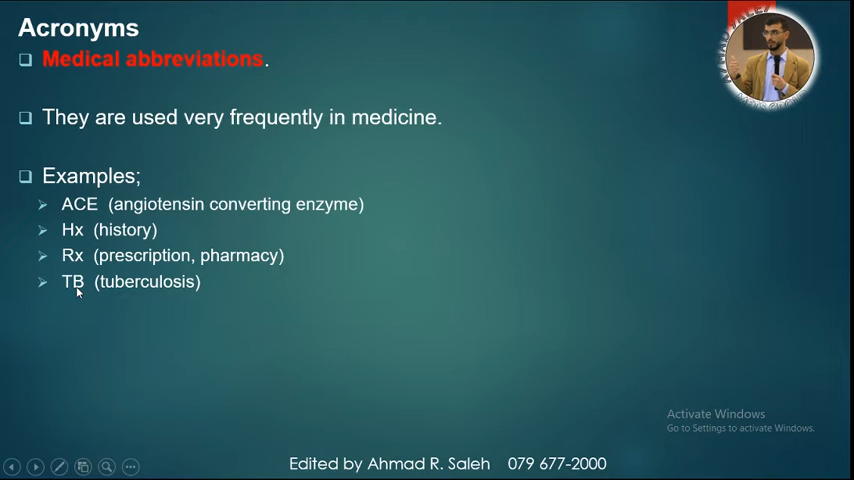 Acronyms
Medical abbreviations.
They are used very frequently in medicine.
Examples;
ACE (angiotensin converting enzyme)
Hx (history)
Rx (prescription, pharmacy)
TB (tuberculosis)
Activate Windows
Go to Settings to activate Windows.
Edited by Ahmad R. Saleh 079 677-2000